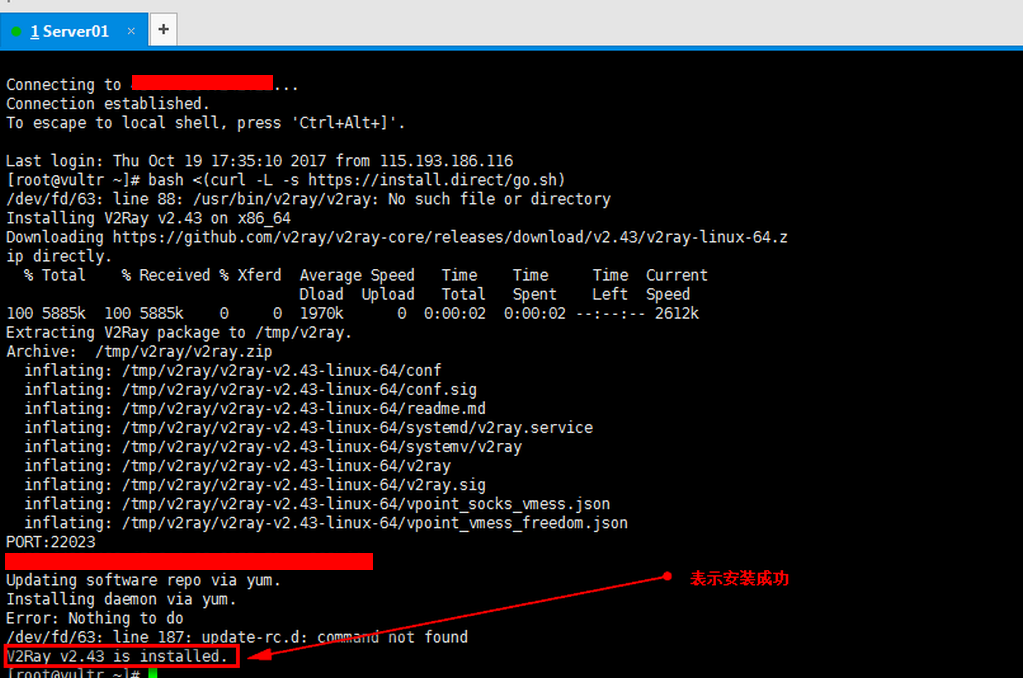 1 Server01 × +
Connecting to ...
Connection established.
To escape to local shell, press 'Ctrl+Alt+]'.
Last login: Thu Oct 19 17:35:10 2017 from 115.193.186.116
[root@vultr ~]# bash <(curl -L -s https://install.direct/go.sh)
/dev/fd/63: line 88: /usr/bin/v2ray/v2ray: No such file or directory
Installing V2Ray v2.43 on x86_64
Downloading https://github.com/v2ray/v2ray-core/releases/download/v2.43/v2ray-linux-64.z
ip directly.
% Total % Received % Xferd Average Speed Time Time Time Current
Dload Upload Total Spent Left Speed
100 5885k 100 5885k 0 0 1970k 0 0:00:02 0:00:02 --:--:-- 2612k
Extracting V2Ray package to /tmp/v2ray.
Archive: /tmp/v2ray/v2ray.zip
inflating: /tmp/v2ray/v2ray-v2.43-linux-64/conf
inflating: /tmp/v2ray/v2ray-v2.43-linux-64/conf.sig
inflating: /tmp/v2ray/v2ray-v2.43-linux-64/readme.md
inflating: /tmp/v2ray/v2ray-v2.43-linux-64/systemd/v2ray.service
inflating: /tmp/v2ray/v2ray-v2.43-linux-64/systemv/v2ray
inflating: /tmp/v2ray/v2ray-v2.43-linux-64/v2ray
inflating: /tmp/v2ray/v2ray-v2.43-linux-64/v2ray.sig
inflating: /tmp/v2ray/v2ray-v2.43-linux-64/vpoint_socks_vmess.json
inflating: /tmp/v2ray/v2ray-v2.43-linux-64/vpoint_vmess_freedom.json
PORT:22023
Updating software repo via yum.
表示安装成功
Installing daemon via yum.
Error: Nothing to do
/dev/fd/63: line 187: update-rc.d: command not found
V2Ray v2.43 is installed.
[root@vultr ~]#